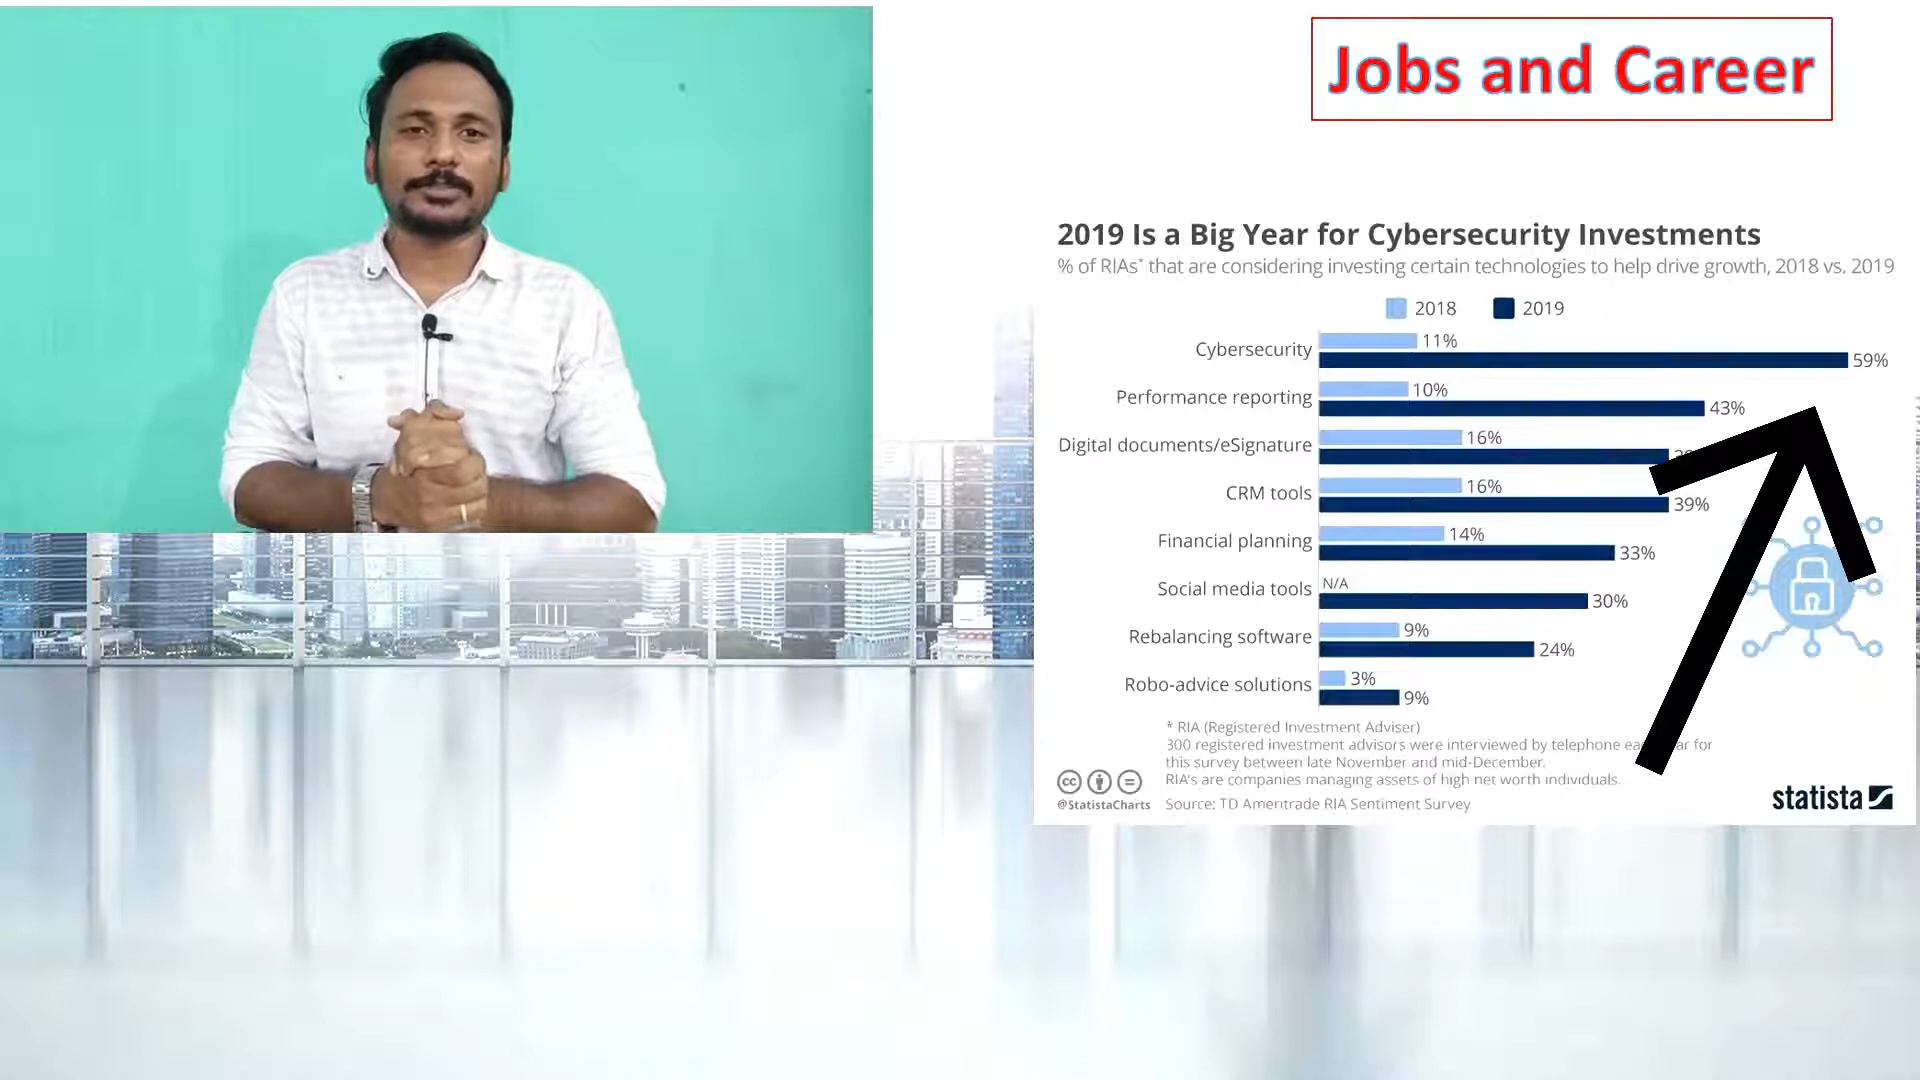 Jobs and Career
2019 Is a Big Year for Cybersecurity Investments
% of RIAs* that are considering investing certain technologies to help drive growth, 2018 vs. 2019
2018 2019
Cybersecurity 11% 59%
Performance reporting 10% 43%
Digital documents/eSignature 16%
CRM tools 16% 39%
Financial planning 14% 33%
Social media tools N/A 30%
Rebalancing software 9% 24%
Robo-advice solutions 3% 9%
* RIA (Registered Investment Adviser)
300 registered investment advisors were interviewed by telephone for
this survey between late November and mid-December.
RIA's are companies managing assets of high net worth individuals.
@StatistaCharts Source: TD Ameritrade RIA Sentiment Survey
statista